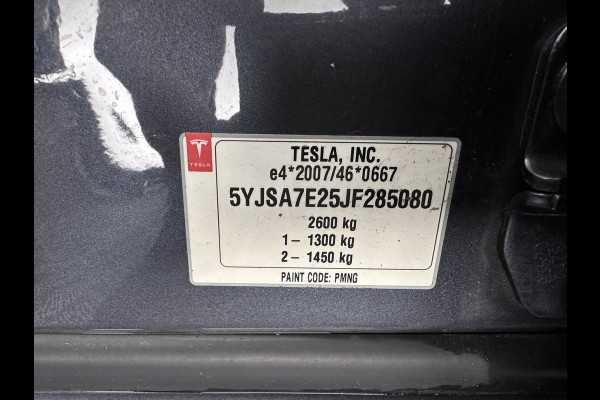 TESLA
TESLA, INC.
e4*2007/46*0667
5YJSA7E25JF285080
2600 kg
1- 1300 kg
2- 1450 kg
PAINT CODE: PMNG